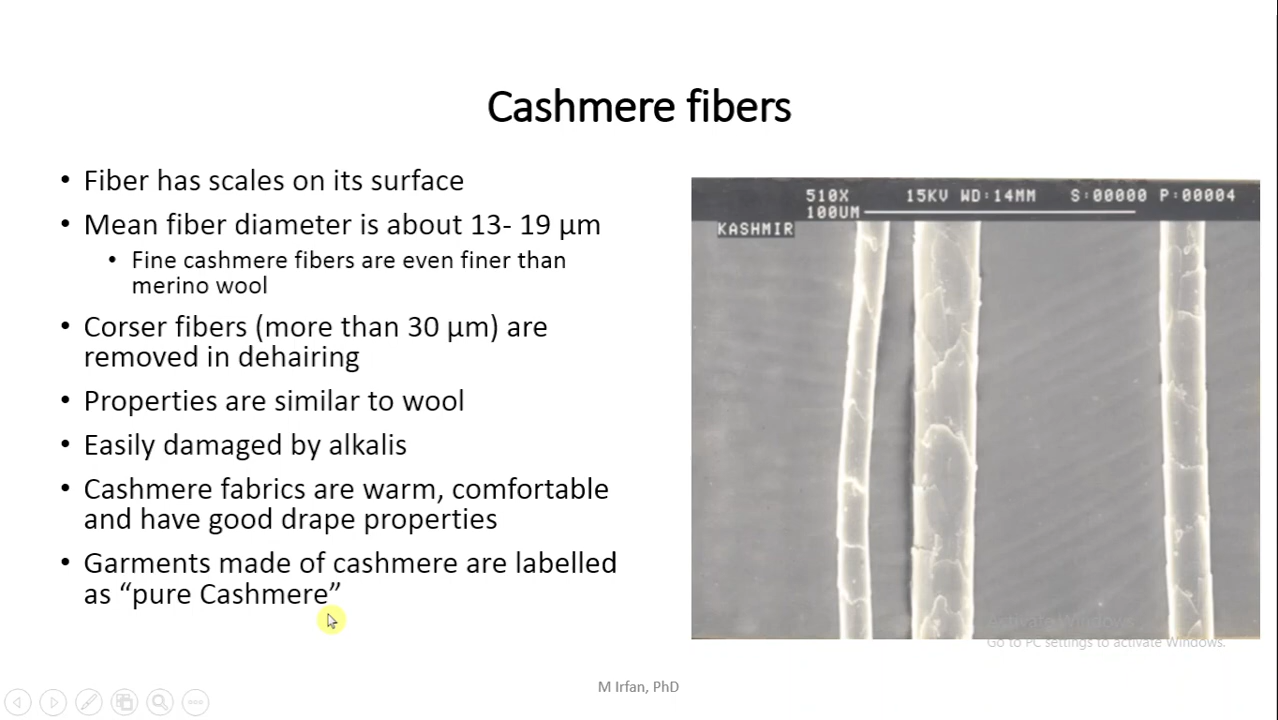 Cashmere fibers
• Fiber has scales on its surface
• Mean fiber diameter is about 13- 19 µm
• Fine cashmere fibers are even finer than
merino wool
• Corser fibers (more than 30 µm) are
removed in dehairing
• Properties are similar to wool
• Easily damaged by alkalis
• Cashmere fabrics are warm, comfortable
and have good drape properties
• Garments made of cashmere are labelled
as “pure Cashmere”
510X 15KV WD:14MM S:00000 P:00004
100UM
KASHMIR
Activate Windows
Go to PC settings to activate Windows.
M Irfan, PhD